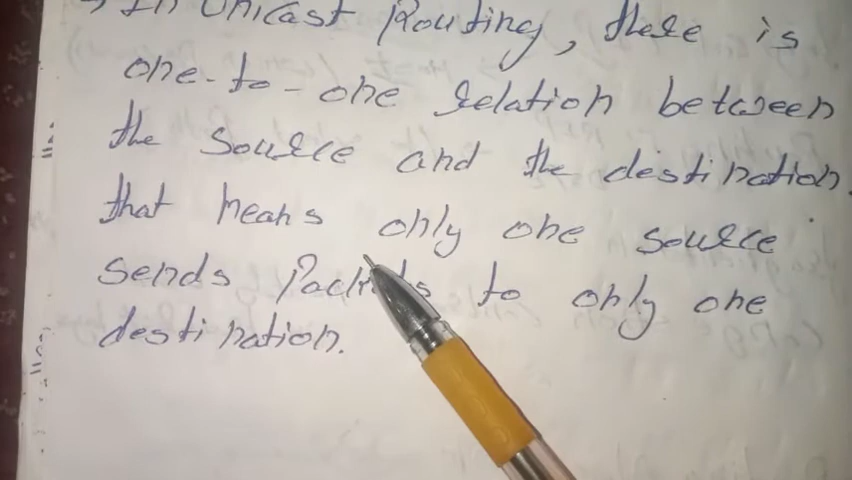 → In Unicast Routing, there is
one-to-one relation between
the source and the destination.
that means only one source
sends Packets to only one
destination.